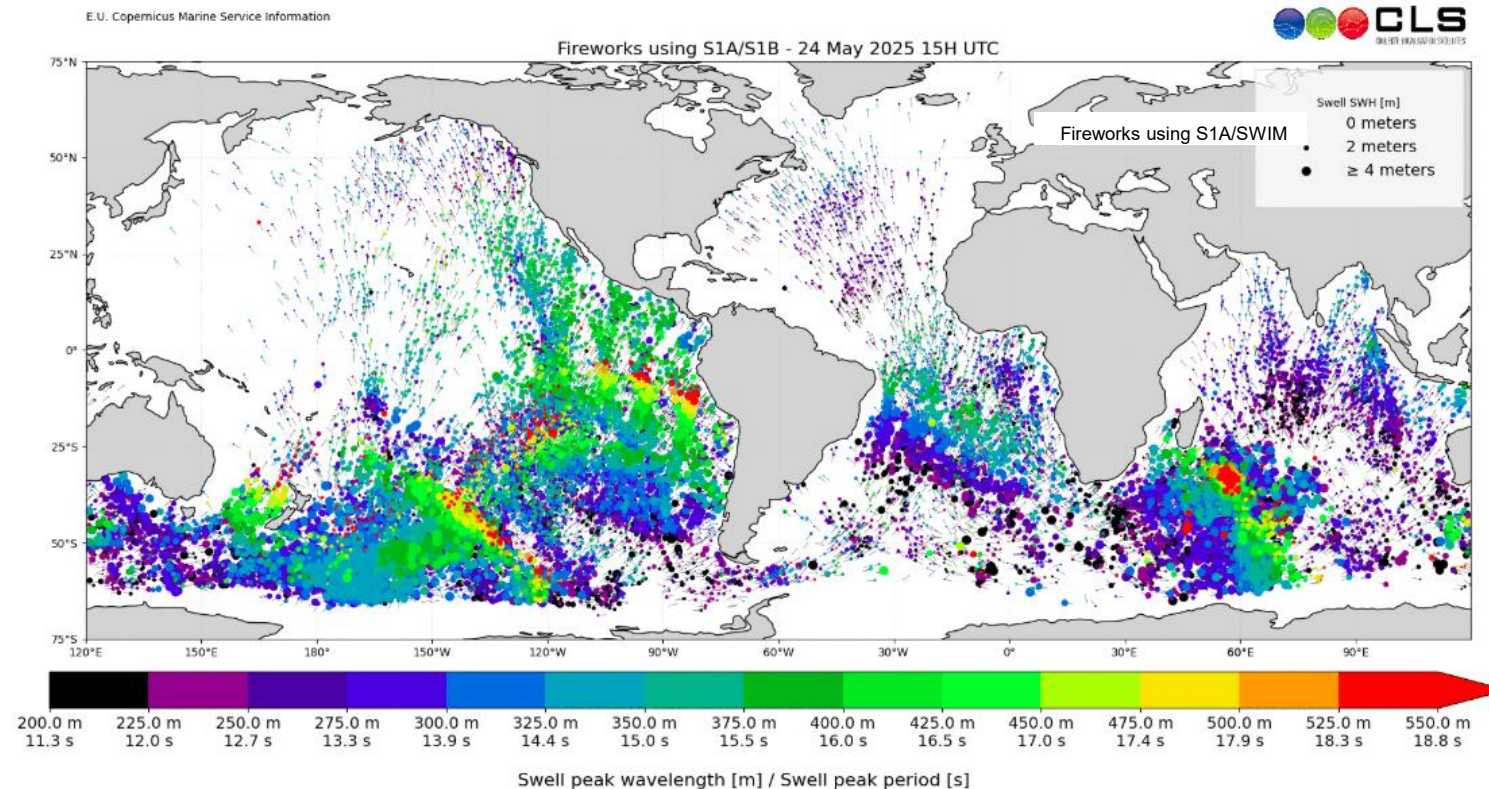 E.U. Copernicus Marine Service Information
CLS
COLLECTE LOCALISATION SATELLITES
Fireworks using S1A/S1B - 24 May 2025 15H UTC
75°N
50°N
25°N
0°
25°S
50°S
75°S
Swell SWH [m]
0 meters
Fireworks using S1A/SWIM
2 meters
≥ 4 meters
120°E 150°E 180° 150°W 120°W 90°W 60°W 30°W 0° 30°E 60°E 90°E
200.0 m 225.0 m 250.0 m 275.0 m 300.0 m 325.0 m 350.0 m 375.0 m 400.0 m 425.0 m 450.0 m 475.0 m 500.0 m 525.0 m 550.0 m
11.3 s 12.0 s 12.7 s 13.3 s 13.9 s 14.4 s 15.0 s 15.5 s 16.0 s 16.5 s 17.0 s 17.4 s 17.9 s 18.3 s 18.8 s
Swell peak wavelength [m] / Swell peak period [s]